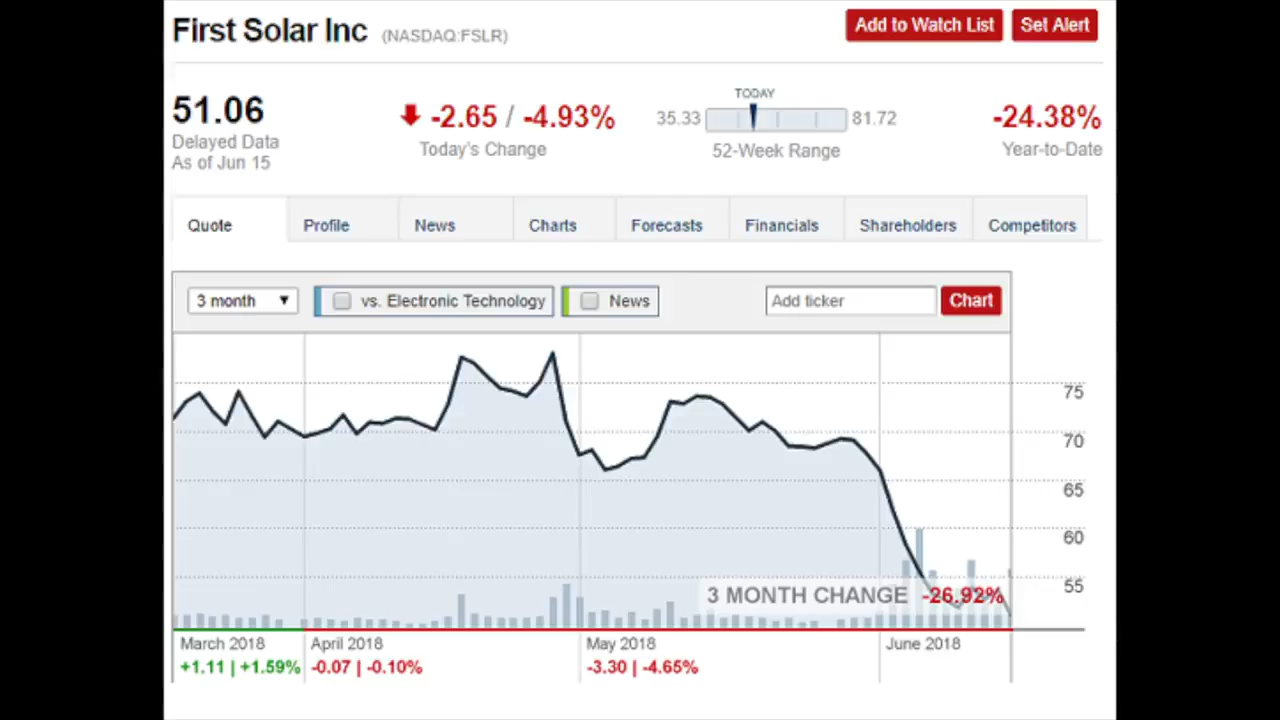 First Solar Inc (NASDAQ:FSLR)
Add to Watch List
Set Alert
51.06
Delayed Data
As of Jun 15
-2.65 / -4.93%
Today's Change
TODAY
35.33
81.72
52-Week Range
-24.38%
Year-to-Date
Quote
Profile
News
Charts
Forecasts
Financials
Shareholders
Competitors
3 month
vs. Electronic Technology
News
Add ticker
Chart
75
70
65
60
55
3 MONTH CHANGE -26.92%
March 2018
April 2018
May 2018
June 2018
+1.11 | +1.59%
-0.07 | -0.10%
-3.30 | -4.65%